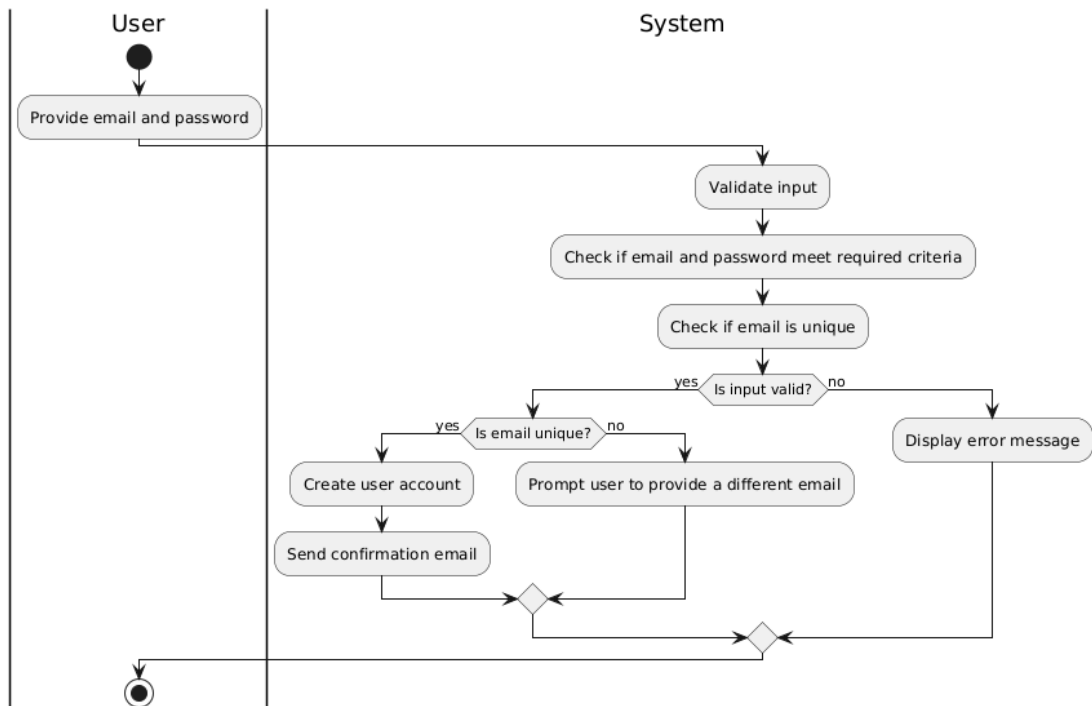 User
System
Provide email and password
Validate input
Check if email and password meet required criteria
Check if email is unique
yes
Is input valid?
no
yes
Is email unique?
no
Display error message
Create user account
Prompt user to provide a different email
Send confirmation email